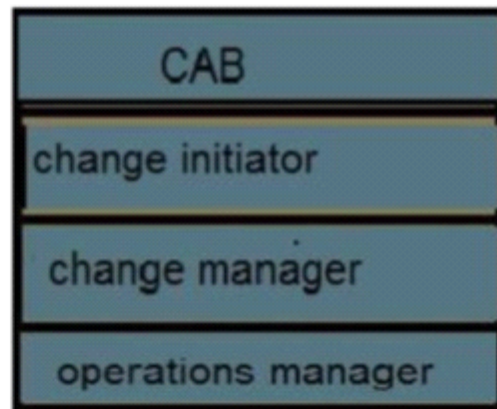 CAB
change initiator
change manager
operations manager